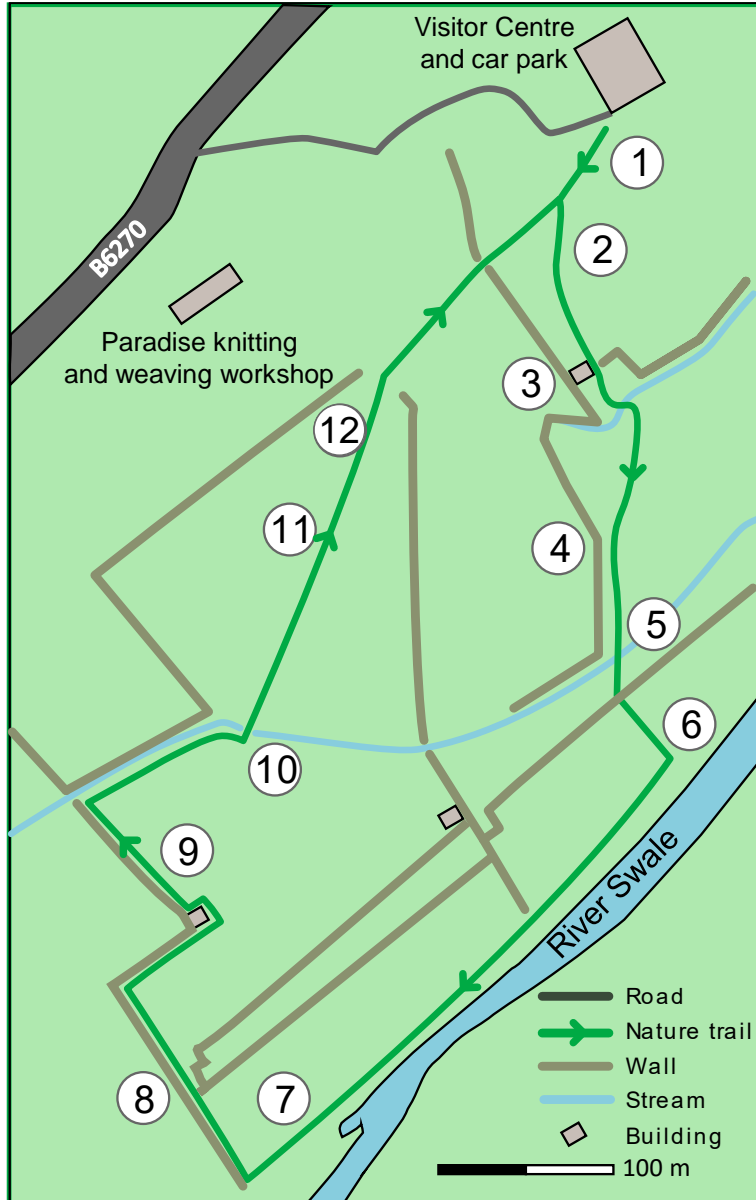 Visitor Centre
and car park
1
2
B6270
Paradise knitting
and weaving workshop
3
12
11
4
5
6
10
9
River Swale
8
7
Road
Nature trail
Wall
Stream
Building
100 m